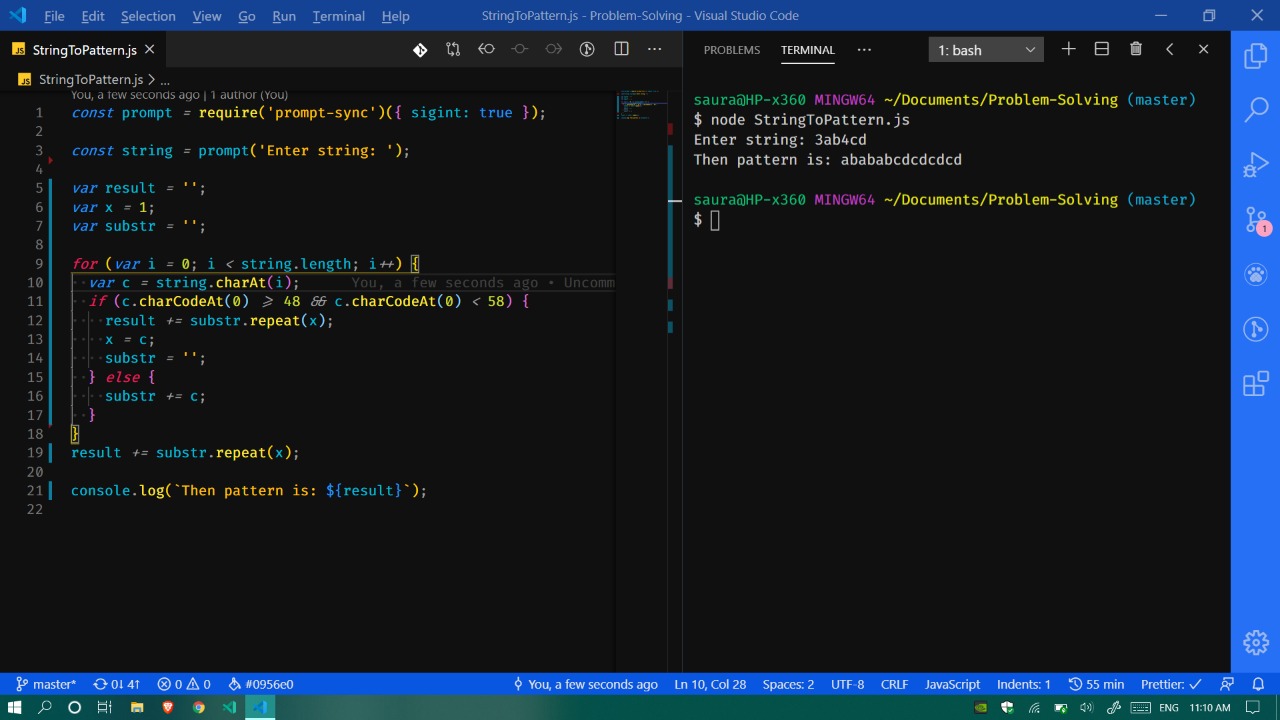 File Edit Selection View Go Run Terminal Help StringToPattern.js - Problem-Solving - Visual Studio Code
JS StringToPattern.js
JS StringToPattern.js > ...
You, a few seconds ago | 1 author (You)
1 const prompt = require('prompt-sync')({ sigint: true });
2
3 const string = prompt('Enter string: ');
4
5 var result = '';
6 var x = 1;
7 var substr = '';
8
9 for (var i = 0; i < string.length; i++) {
10 var c = string.charAt(i); You, a few seconds ago • Uncomm
11 if (c.charCodeAt(0) >= 48 && c.charCodeAt(0) < 58) {
12 result += substr.repeat(x);
13 x = c;
14 substr = '';
15 } else {
16 substr += c;
17 }
18 }
19 result += substr.repeat(x);
20
21 console.log(`Then pattern is: ${result}`);
22
PROBLEMS TERMINAL ... 1: bash
saura@HP-x360 MINGW64 ~/Documents/Problem-Solving (master)
$ node StringToPattern.js
Enter string: 3ab4cd
Then pattern is: abababcdcdcdcd
saura@HP-x360 MINGW64 ~/Documents/Problem-Solving (master)
$
1
master* 0↓ 4↑ 0 0 #0956e0 You, a few seconds ago Ln 10, Col 28 Spaces: 2 UTF-8 CRLF JavaScript Indents: 1 55 min Prettier: ✓
ENG 11:10 AM